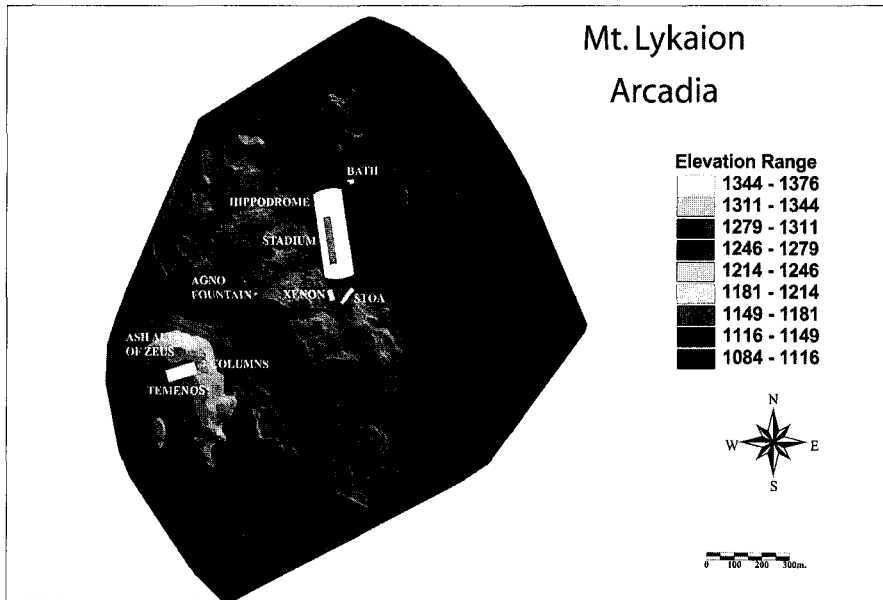 Mt. Lykaion
Arcadia
BATH
HIPPODROME
STADIUM
AGNO
FOUNTAIN
XENON
STOA
ASH
OF ZEUS
COLUMNS
TEMENOS
Elevation Range
1344 - 1376
1311 - 1344
1279 - 1311
1246 - 1279
1214 - 1246
1181 - 1214
1149 - 1181
1116 - 1149
1084 - 1116
N
W E
S
0 100 200 300m.